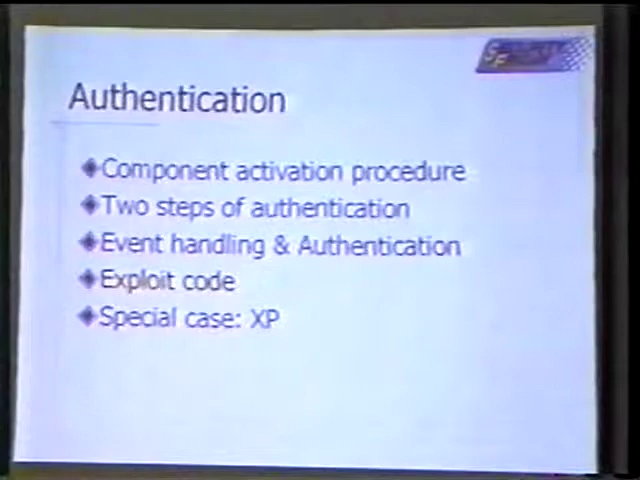 Authentication
Component activation procedure
Two steps of authentication
Event handling & Authentication
Exploit code
Special case: XP